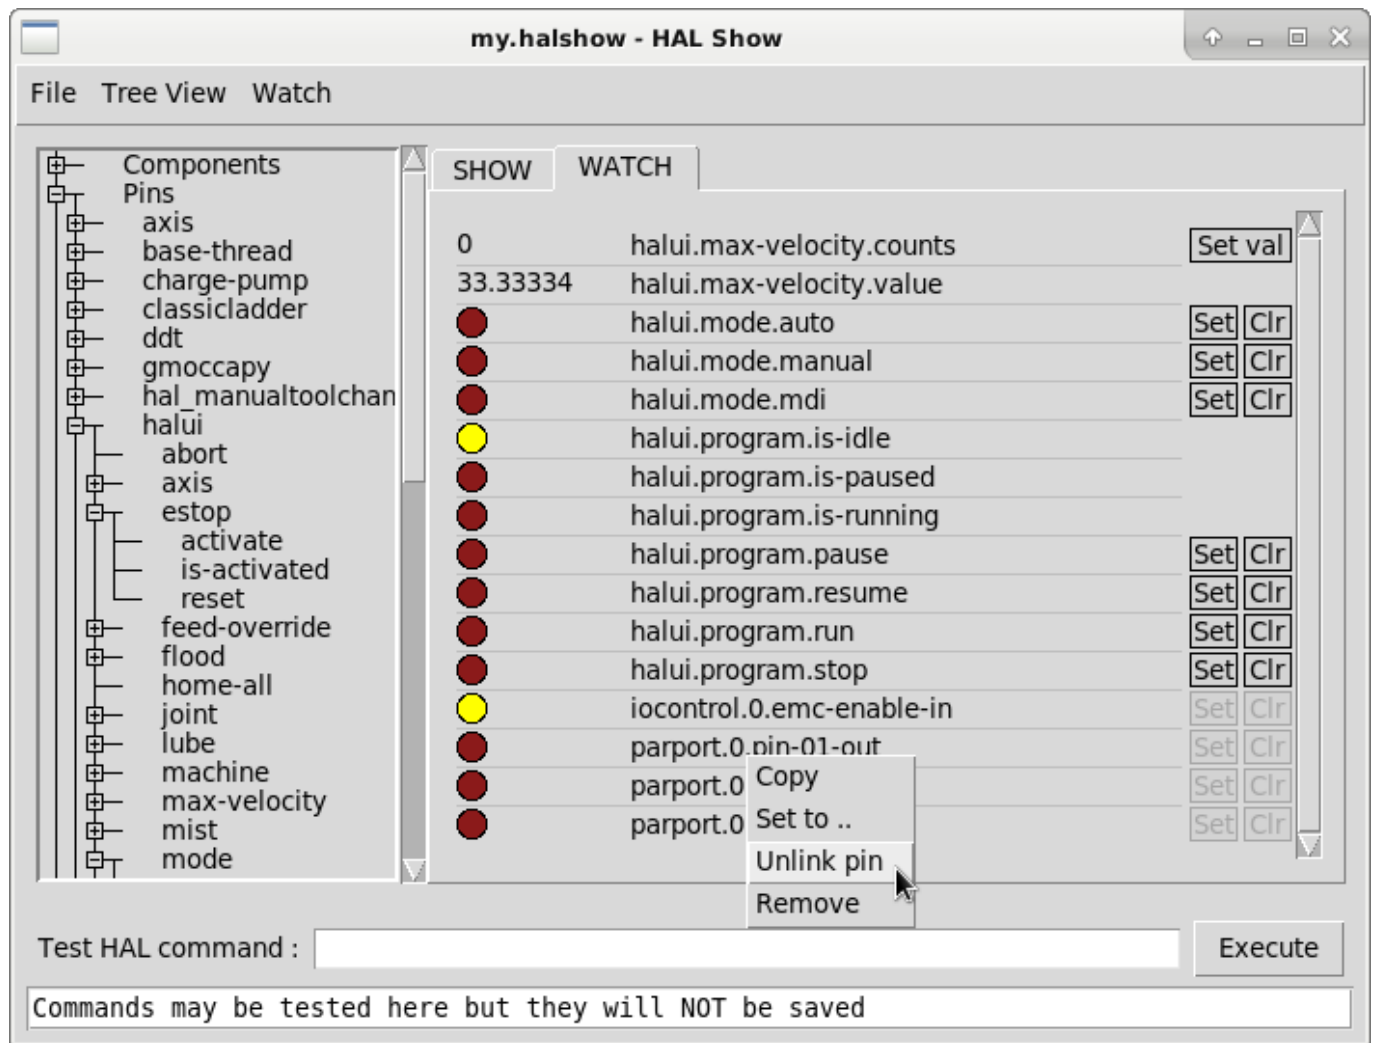 my.halshow - HAL Show
File Tree View Watch
Components
Pins
axis
base-thread
charge-pump
classicladder
ddt
gmoccapy
hal_manualtoolchan
halui
abort
axis
estop
activate
is-activated
reset
feed-override
flood
home-all
joint
lube
machine
max-velocity
mist
mode
SHOW WATCH
0 halui.max-velocity.counts Set val
33.33334 halui.max-velocity.value
halui.mode.auto Set Clr
halui.mode.manual Set Clr
halui.mode.mdi Set Clr
halui.program.is-idle
halui.program.is-paused
halui.program.is-running
halui.program.pause Set Clr
halui.program.resume Set Clr
halui.program.run Set Clr
halui.program.stop Set Clr
iocontrol.0.emc-enable-in Set Clr
parport.0.pin-01-out Set Clr
parport.0 Set Clr
parport.0 Set Clr
Copy
Set to ..
Unlink pin
Remove
Test HAL command : Execute
Commands may be tested here but they will NOT be saved